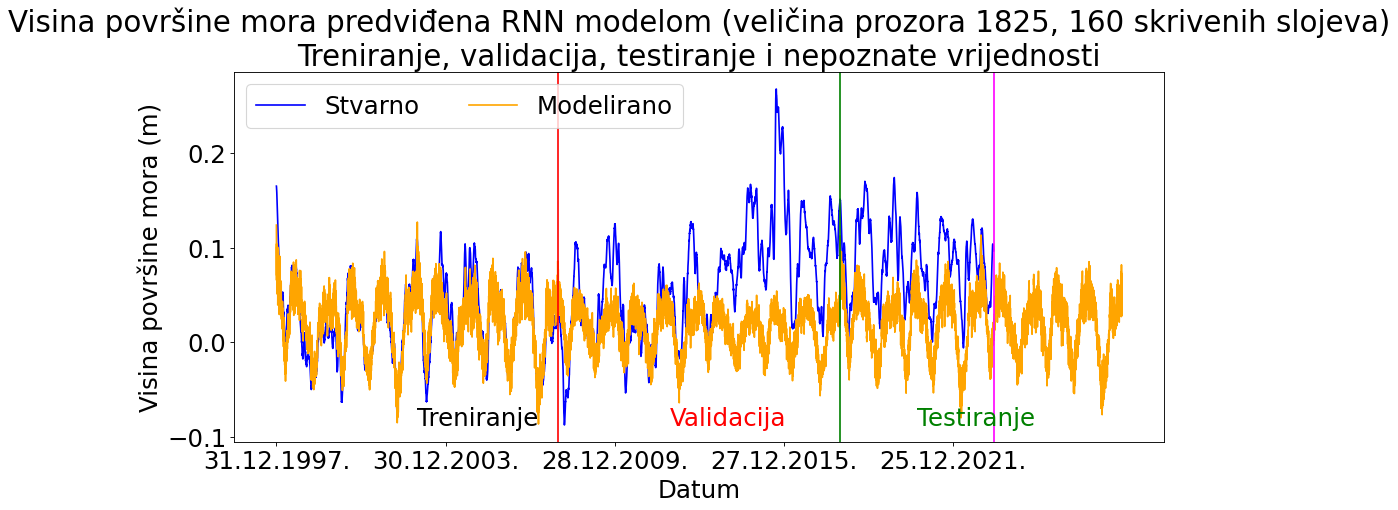 Visina površine mora predviđena RNN modelom (veličina prozora 1825, 160 skrivenih slojeva)
Treniranje, validacija, testiranje i nepoznate vrijednosti
Stvarno Modelirano
Visina površine mora (m)
0.2
0.1
0.0
−0.1
Treniranje Validacija Testiranje
31.12.1997. 30.12.2003. 28.12.2009. 27.12.2015. 25.12.2021.
Datum